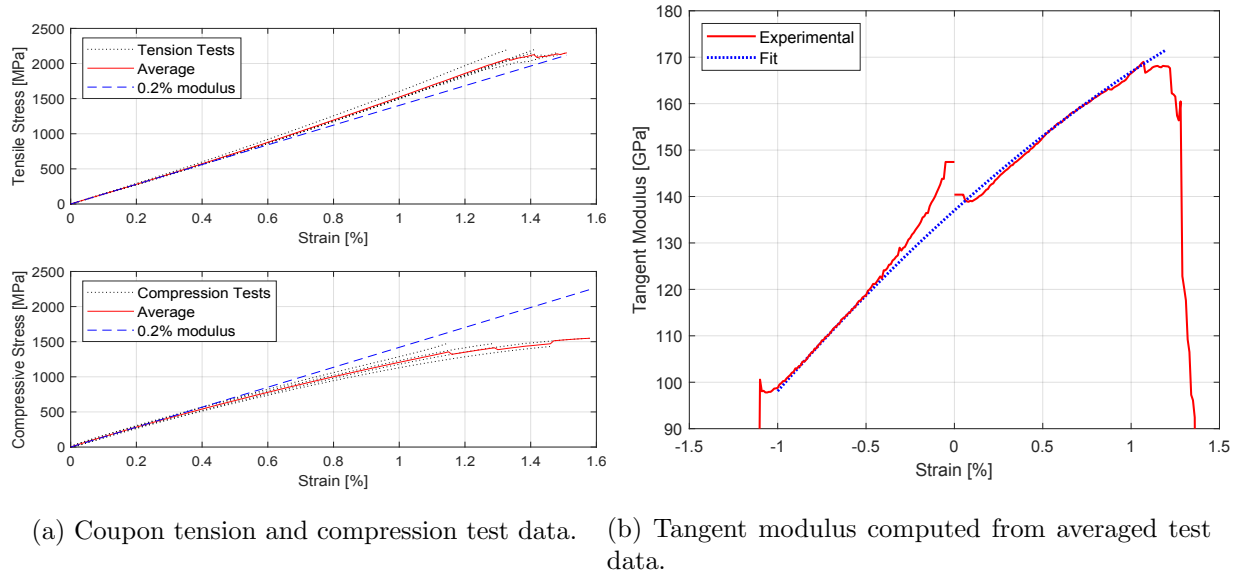 2500
2000
1500
1000
500
0
Tensile Stress [MPa]
Tension Tests
Average
0.2% modulus
0 0.2 0.4 0.6 0.8 1 1.2 1.4 1.6
Strain [%]
2500
2000
1500
1000
500
0
Compressive Stress [MPa]
Compression Tests
Average
0.2% modulus
0 0.2 0.4 0.6 0.8 1 1.2 1.4 1.6
Strain [%]
(a) Coupon tension and compression test data.
180
170
160
150
140
130
120
110
100
90
Tangent Modulus [GPa]
Experimental
Fit
-1.5 -1 -0.5 0 0.5 1 1.5
Strain [%]
(b) Tangent modulus computed from averaged test
data.